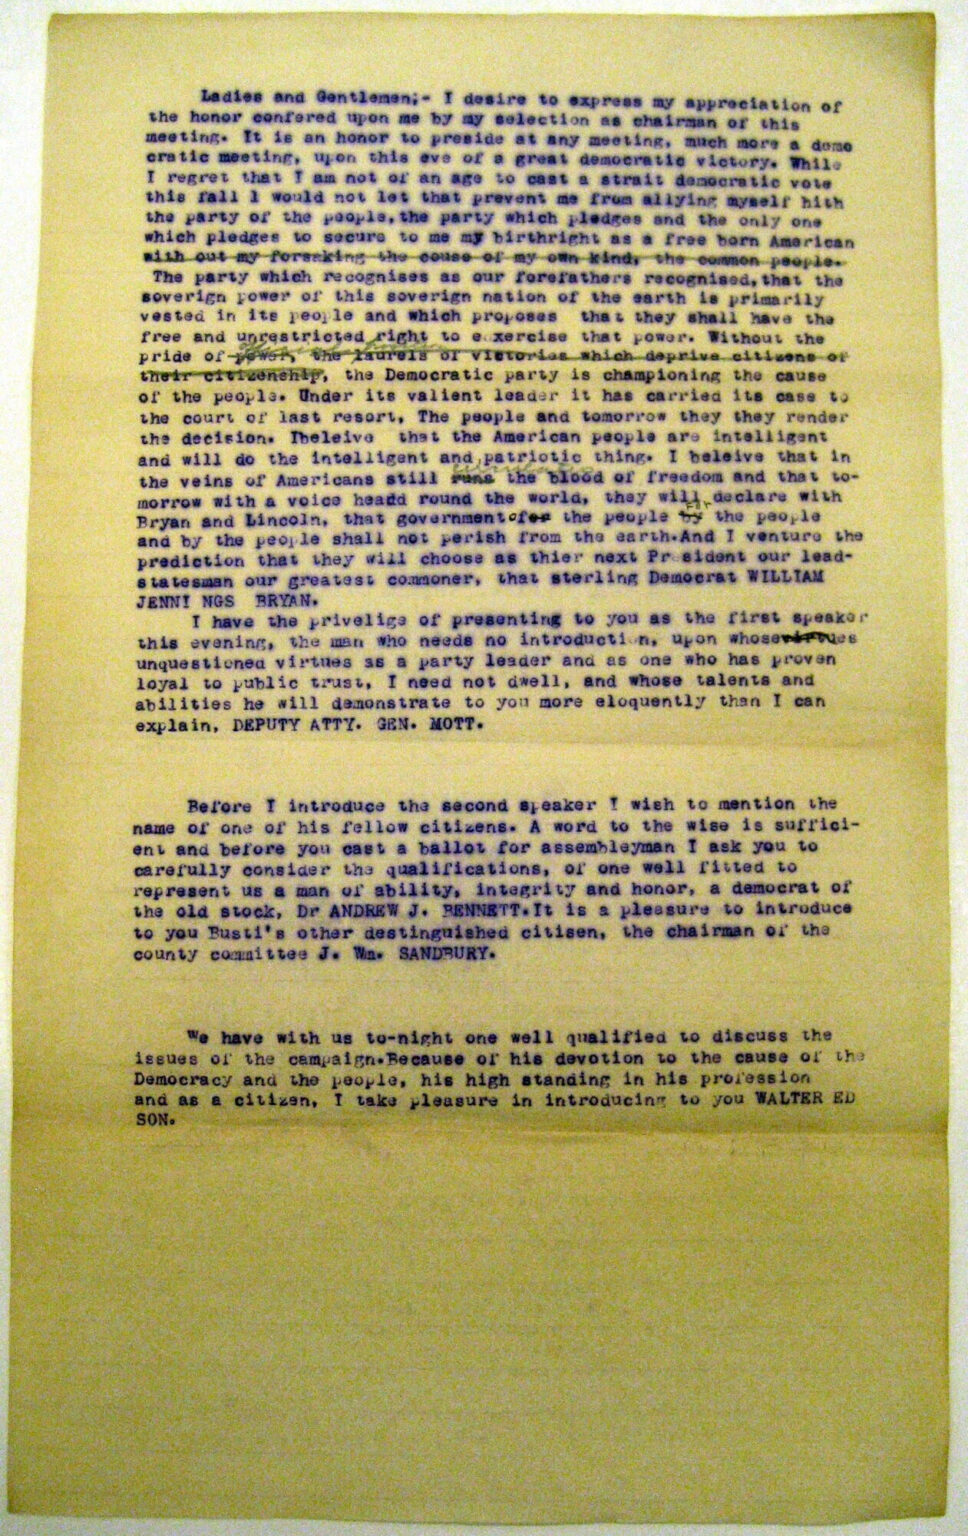 Ladies and Gentlemen;- I desire to express my appreciation of
the honor confered upon me by my selection as chairman of this
meeting. It is an honor to preside at any meeting, much more a demo
cratic meeting, upon this eve of a great democratic victory. While
I regret that I am not of an age to cast a strait democratic vote
this fall I would not let that prevent me from allying myself hith
the party of the people, the party which pledges and the only one
which pledges to secure to me my birthright as a free born American
with out my forsaking the couse of my own kind, the common people.
The party which recognises as our forefathers recognised, that the
soverign power of this soverign nation of the earth is primarily
vested in its people and which proposes that they shall have the
free and unrestricted right to e xercise that power. Without the
pride of power, the laurels of victories which deprive citizens of
their citizenship, the Democratic party is championing the cause
of the people. Under its valient leader it has carried its case to
the court of last resort, The people and tomorrow they they render
the decision. Ibeleive that the American people are intelligent
and will do the intelligent and patriotic thing. I beleive that in
the veins of Americans still runs the blood of freedom and that to-
morrow with a voice headd round the world, they will declare with
for
Bryan and Lincoln, that government of the people by the people
and by the people shall not perish from the earth.And I venture the
prediction that they will choose as thier next Pr esident our lead-
statesman our greatest commoner, that sterling Democrat WILLIAM
JENNI NGS BRYAN.
I have the privelige of presenting to you as the first speaker
this evening, the man who needs no introducti n, upon whose virtues
unquestioned virtues as a party leader and as one who has proven
loyal to public trust, I need not dwell, and whose talents and
abilities he will demonstrate to you more eloquently than I can
explain, DEPUTY ATTY. GEN. MOTT.
Before I introduce the second speaker I wish to mention the
name of one of his fellow citizens. A word to the wise is suffici-
ent and before you cast a ballot for assembleyman I ask you to
carefully consider the qualifications, of one well fitted to
represent us a man of ability, integrity and honor, a democrat of
the old stock, Dr ANDREW J. BENNETT.It is a pleasure to introduce
to you Busti's other destinguished citisen, the chairman of the
county committee J. Wm. SANDBURY.
We have with us to-night one well qualified to discuss the
issues of the campaign.Because of his devotion to the cause of the
Democracy and the people, his high standing in his profession
and as a citizen, I take pleasure in introducing to you WALTER ED
SON.